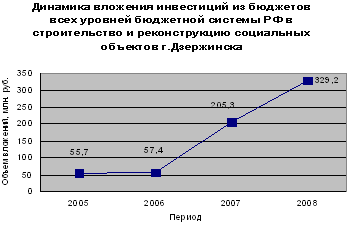 Динамика вложения инвестиций из бюджетов
всех уровней бюджетной системы РФ в
строительство и реконструкцию социальных
объектов г.Дзержинска
Объем вложений, млн. руб.
350
300
250
200
150
100
50
0
55,7
57,4
205,3
329,2
2005
2006
2007
2008
Период